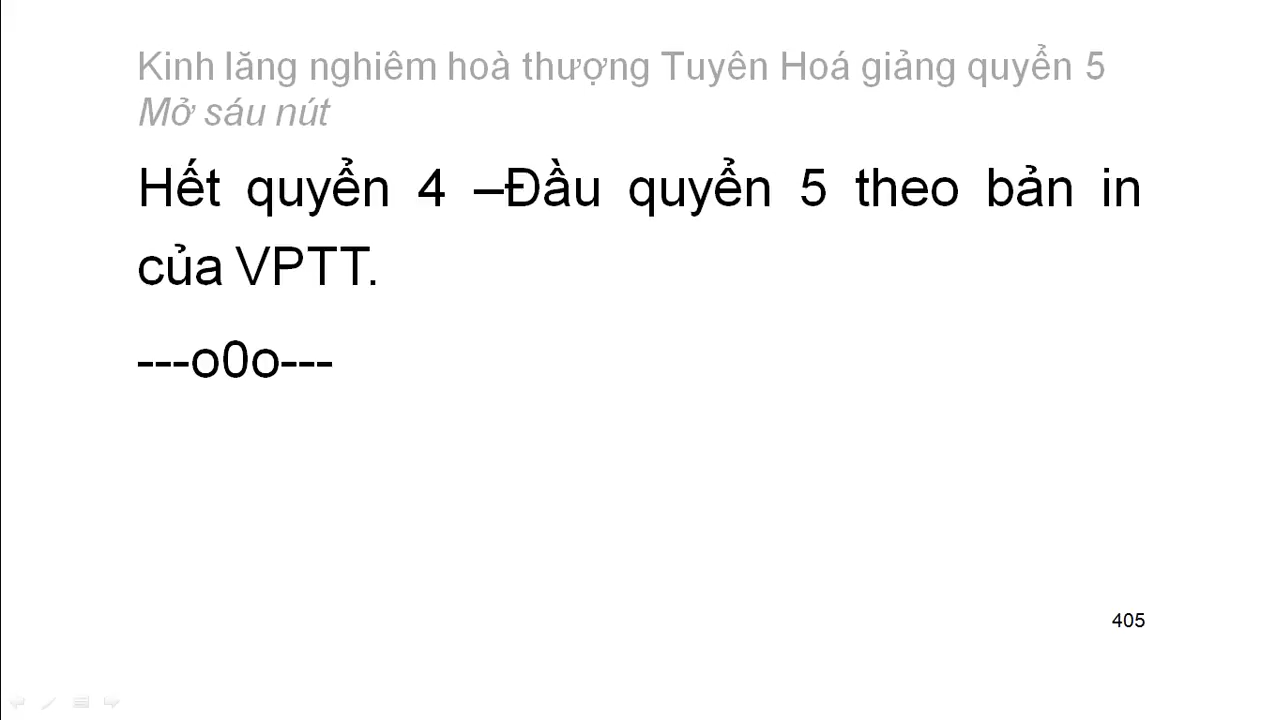 Kinh lăng nghiêm hoà thượng Tuyên Hoá giảng quyển 5
Mở sáu nút
Hết quyển 4 –Đầu quyển 5 theo bản in
của VPTT.
---o0o---
405